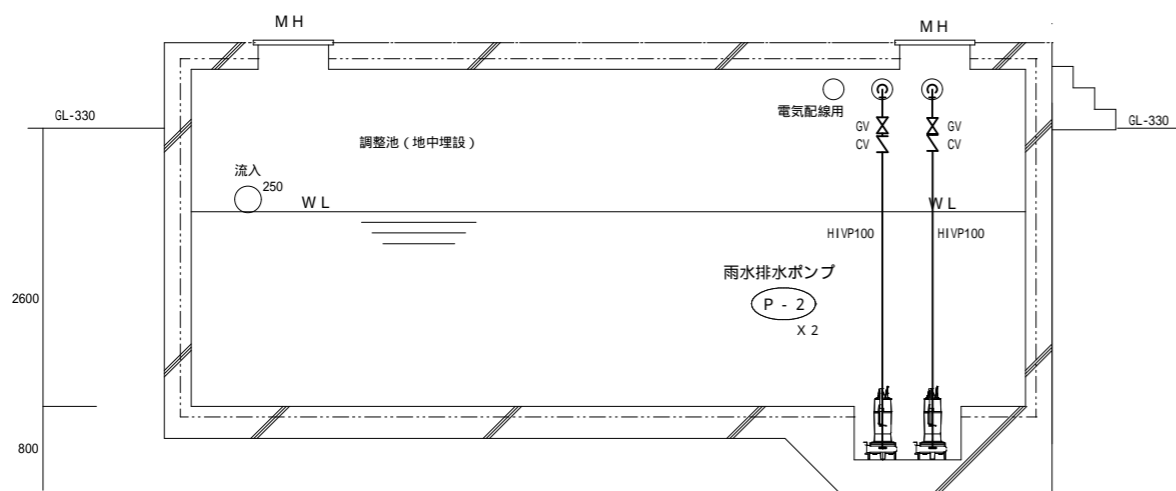 MH
MH
GL-330
電気配線用
GV
GV
CV
CV
GL-330
調整池（地中埋設）
流入
250
WL
WL
HIVP100
HIVP100
雨水排水ポンプ
P-2
X2
2600
800